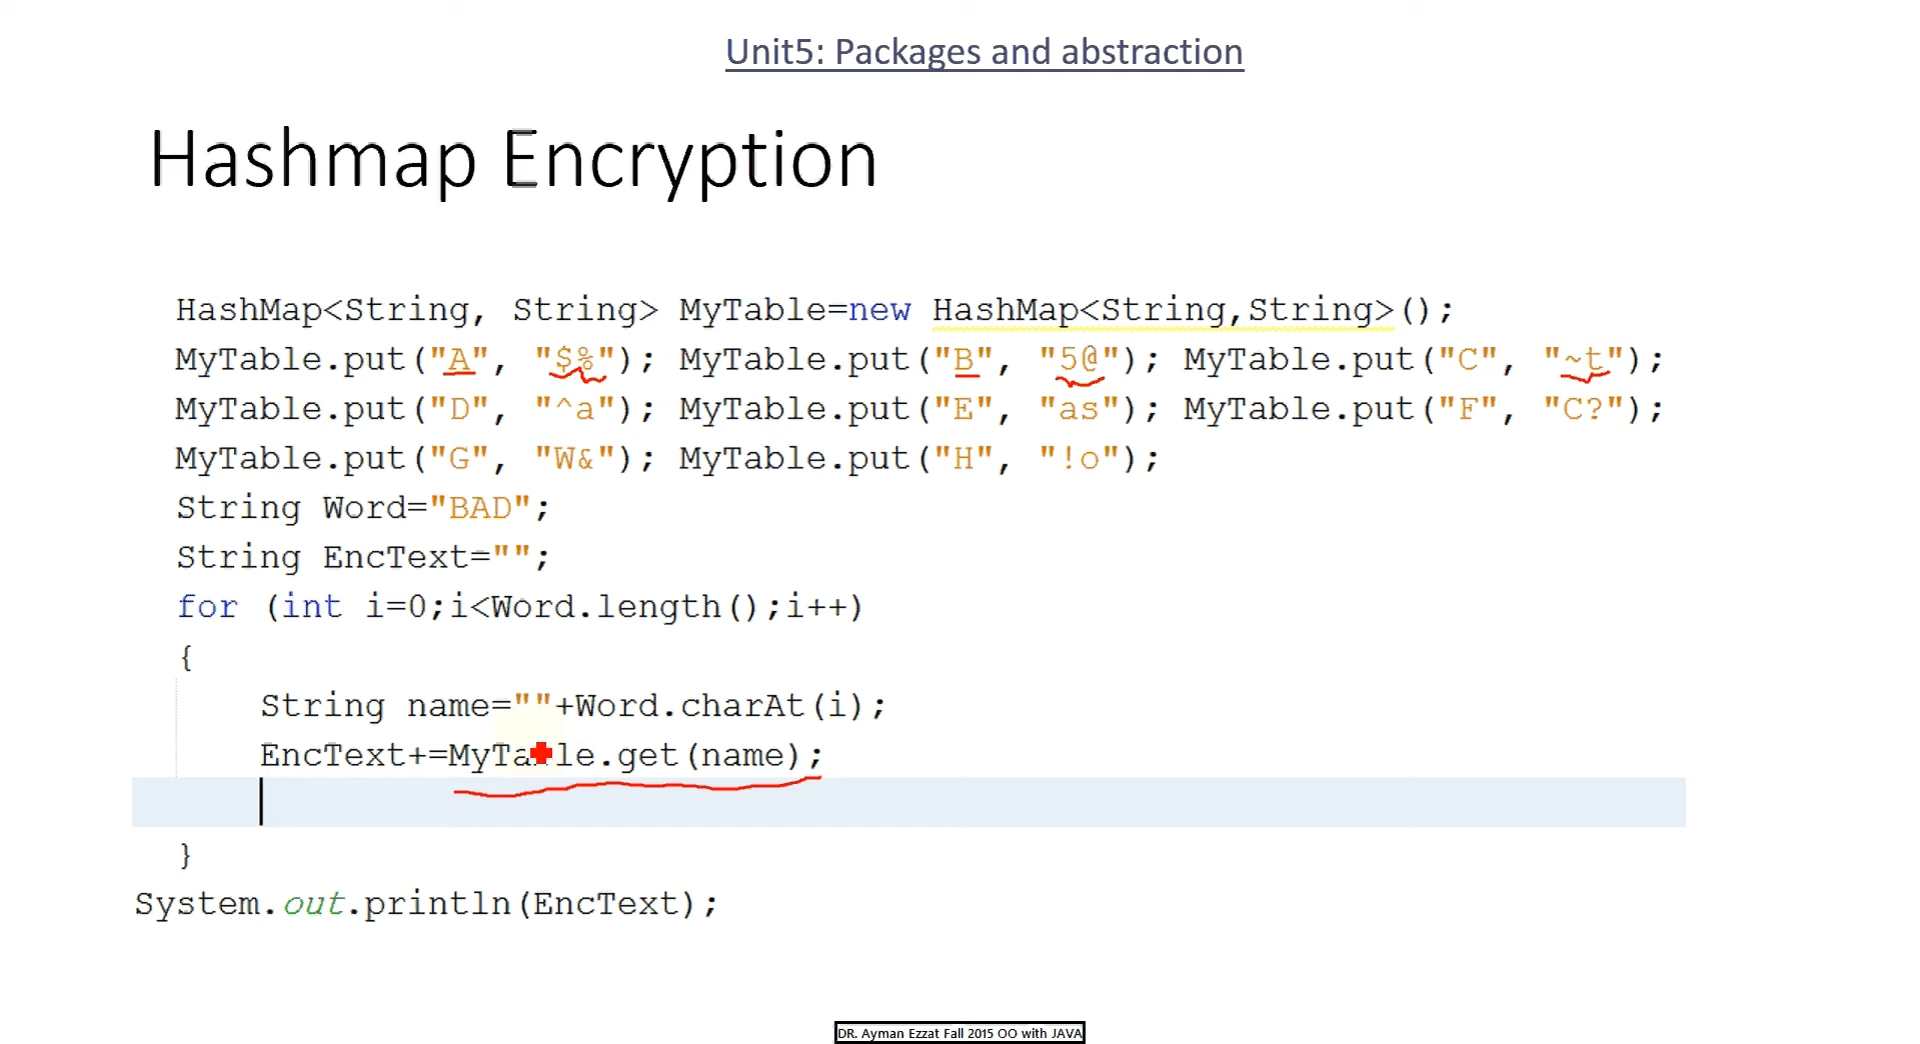 Unit5: Packages and abstraction
Hashmap Encryption
HashMap<String, String> MyTable=new HashMap<String,String>();
MyTable.put("A", "$%"); MyTable.put("B", "5@"); MyTable.put("C", "~t");
MyTable.put("D", "^a"); MyTable.put("E", "as"); MyTable.put("F", "C?");
MyTable.put("G", "W&"); MyTable.put("H", "!o");
String Word="BAD";
String EncText="";
for (int i=0;i<Word.length();i++)
{
String name=""+Word.charAt(i);
EncText+=MyTable.get(name);
}
System.out.println(EncText);
DR. Ayman Ezzat Fall 2015 OO with JAVA